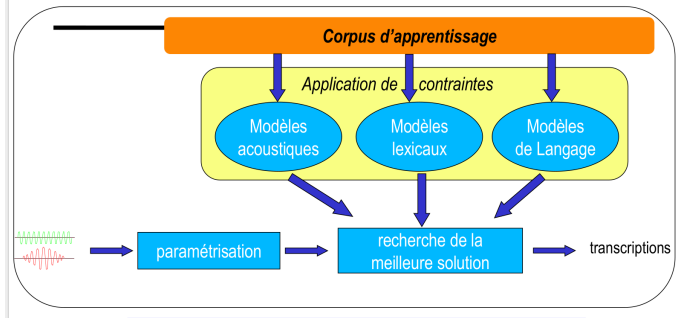 Corpus d'apprentissage
Application de contraintes
Modèles
acoustiques
Modèles
lexicaux
Modèles
de Langage
paramétrisation
recherche de la
meilleure solution
transcriptions